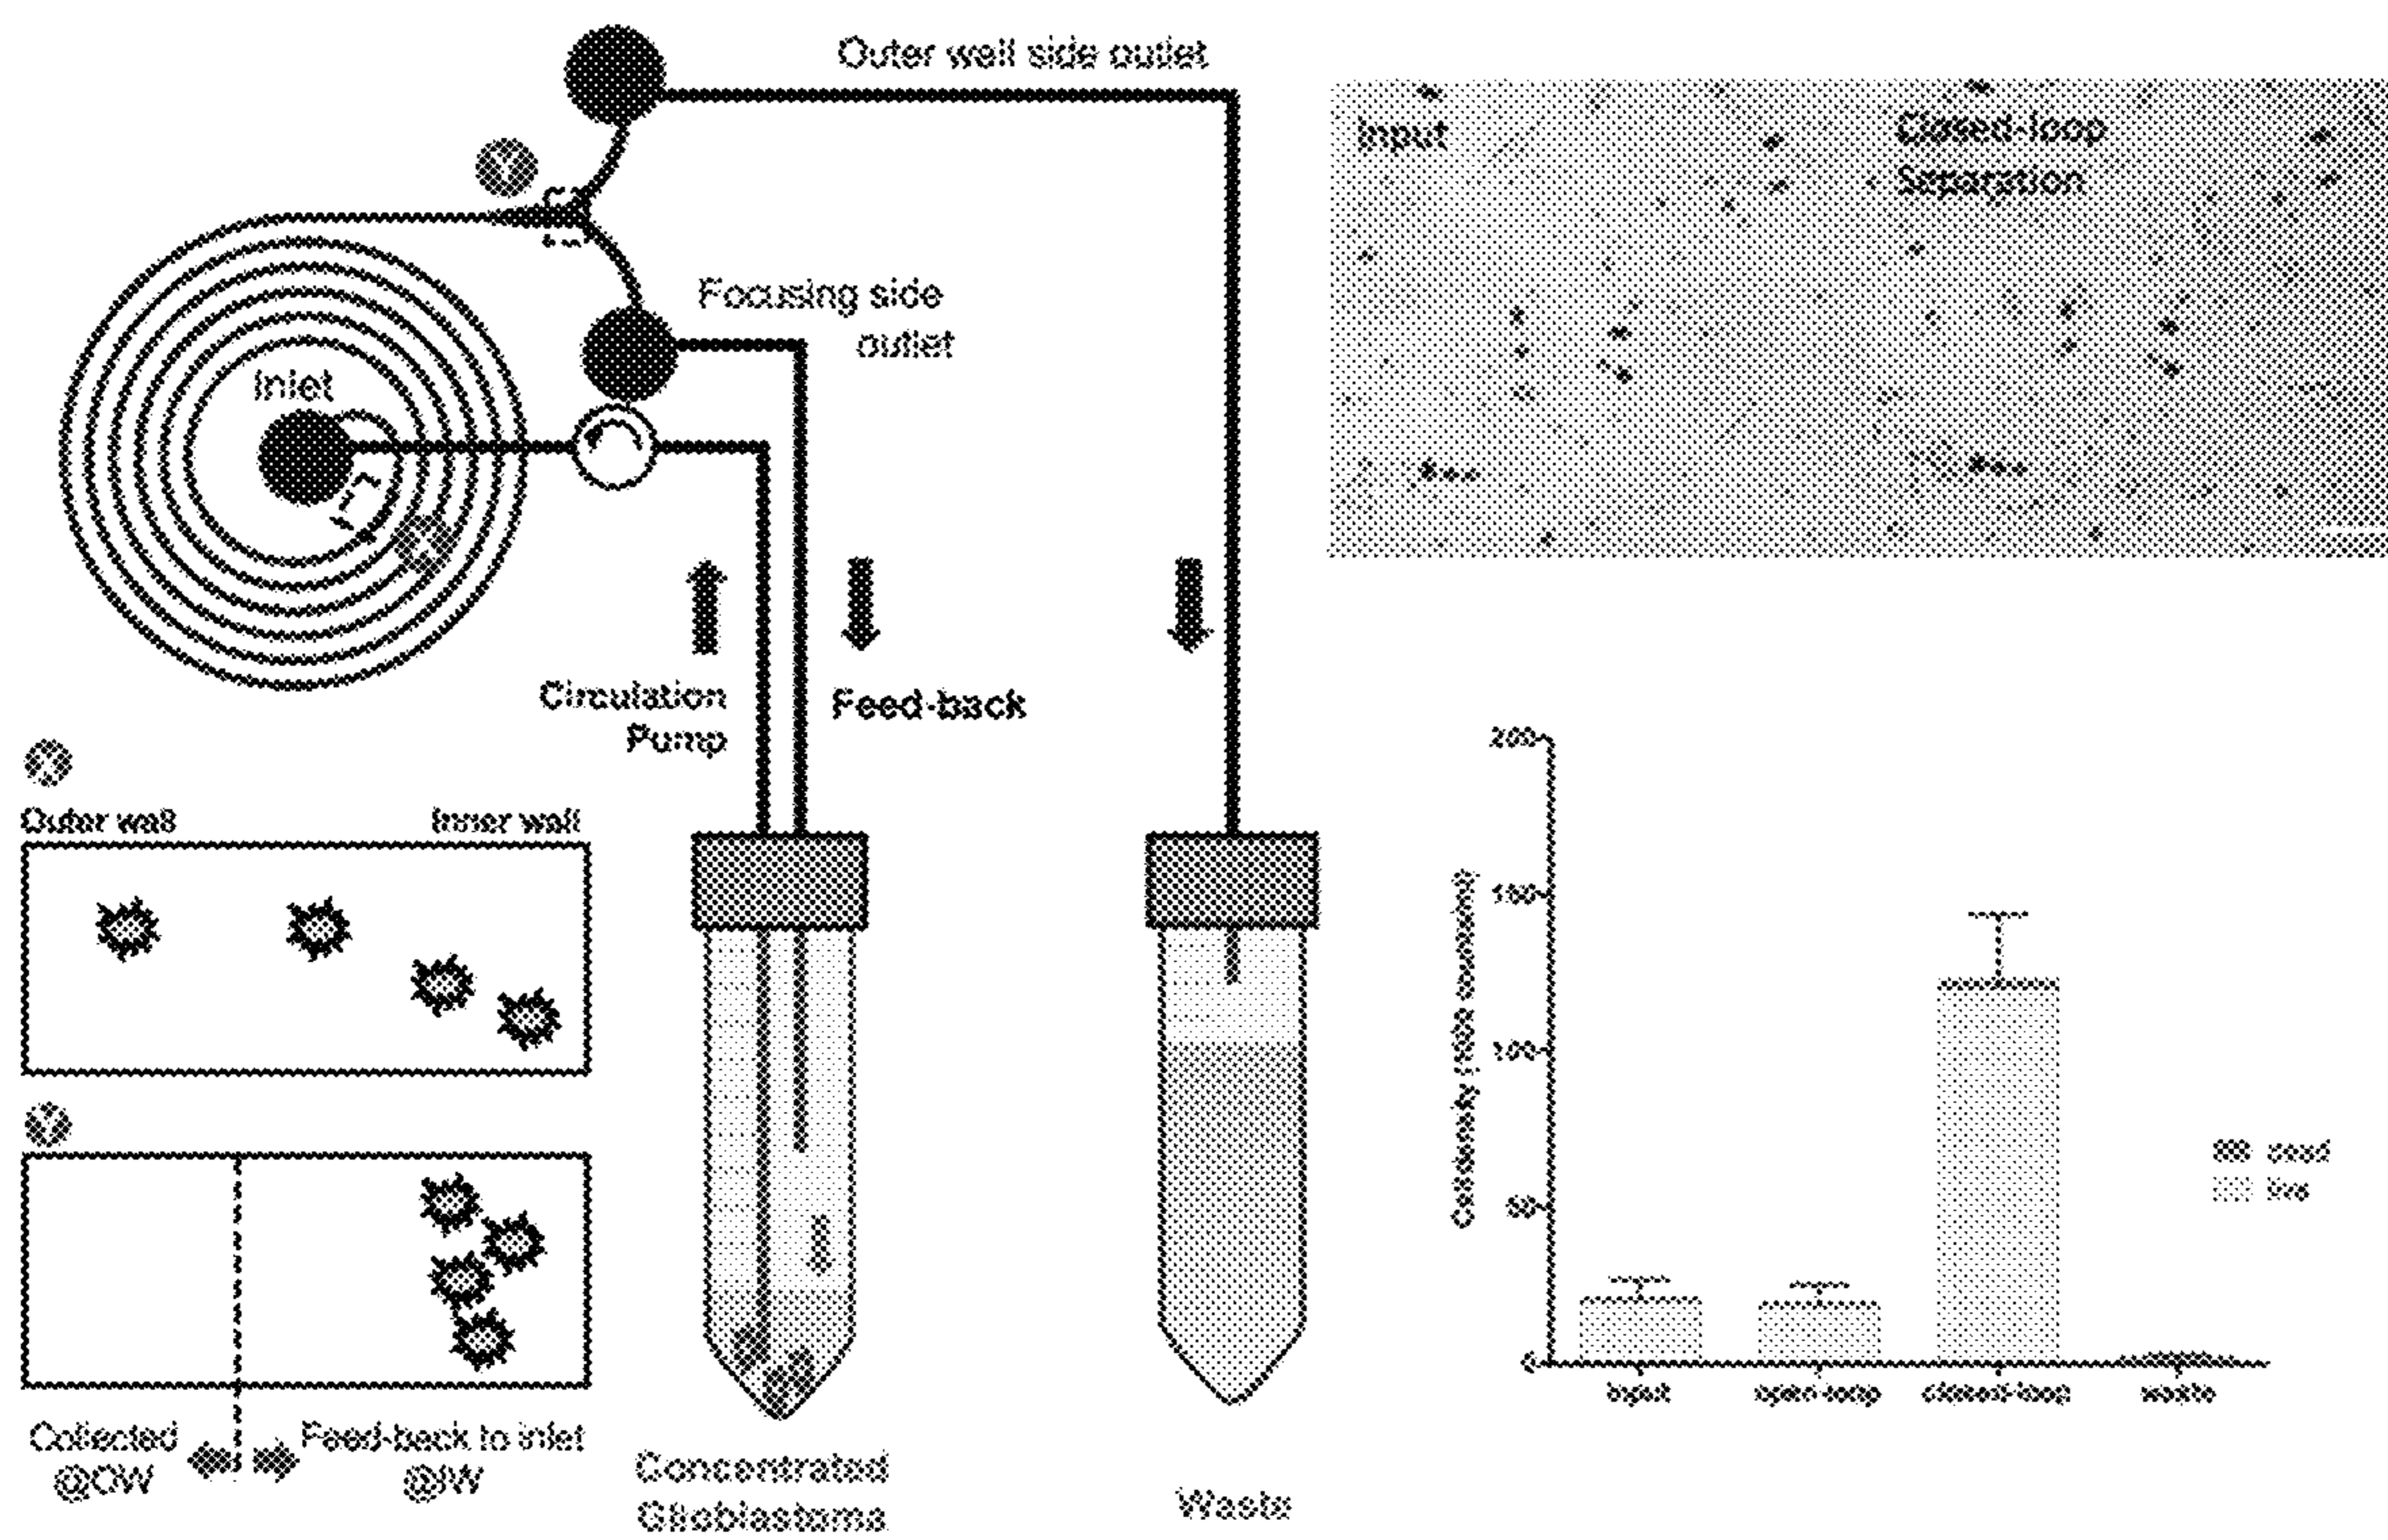 Outer wall side outlet
Y
Focusing side
outlet
Inlet
X
Circulation
Pump
Feed-back
Input
Closed-loop
Separation
X
Outer wall
Inner wall
Y
Collected
@OW
Feed-back to inlet
@IW
Concentrated
Glioblastoma
Waste
200
150
100
50
0
Cell density
dead
live
input
open-loop
closed-loop
waste